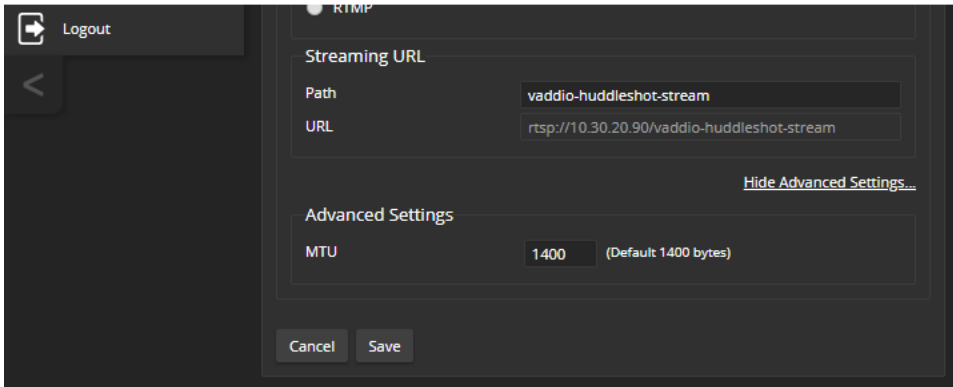 RTMP
Logout
Streaming URL
Path vaddio-huddleshot-stream
URL rtsp://10.30.20.90/vaddio-huddleshot-stream
Hide Advanced Settings...
Advanced Settings
MTU 1400 (Default 1400 bytes)
Cancel Save